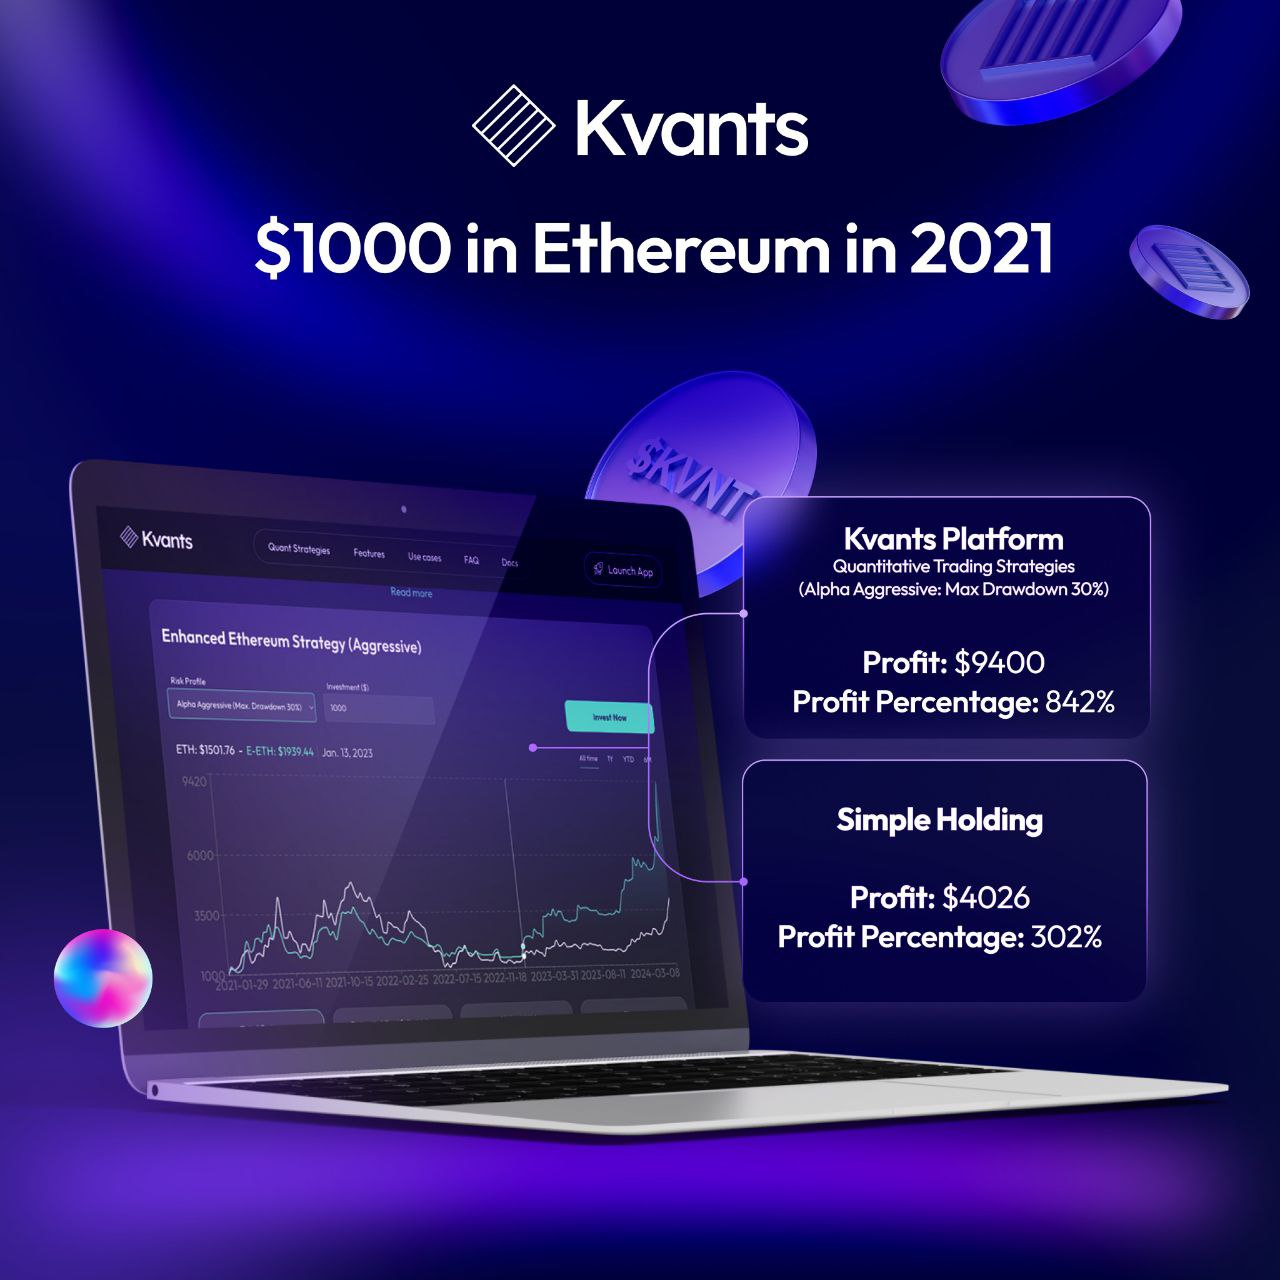 Kvants
$1000 in Ethereum in 2021
$KVNT
Kvants
Quant Strategies
Features
Use cases
FAQ
Docs
Launch App
Read more
Enhanced Ethereum Strategy (Aggressive)
Risk Profile
Investment ($)
Alpha Aggressive (Max. Drawdown 30%)
1000
Invest Now
ETH: $1501.76 - E-ETH: $1939.44 Jan. 13, 2023
All time 1Y YTD
9420
6000
3500
1000
2021-01-29 2021-06-11 2021-10-15 2022-02-25 2022-07-15 2022-11-18 2023-03-31 2023-08-11 2024-03-08
Kvants Platform
Quantitative Trading Strategies
(Alpha Aggressive: Max Drawdown 30%)
Profit: $9400
Profit Percentage: 842%
Simple Holding
Profit: $4026
Profit Percentage: 302%